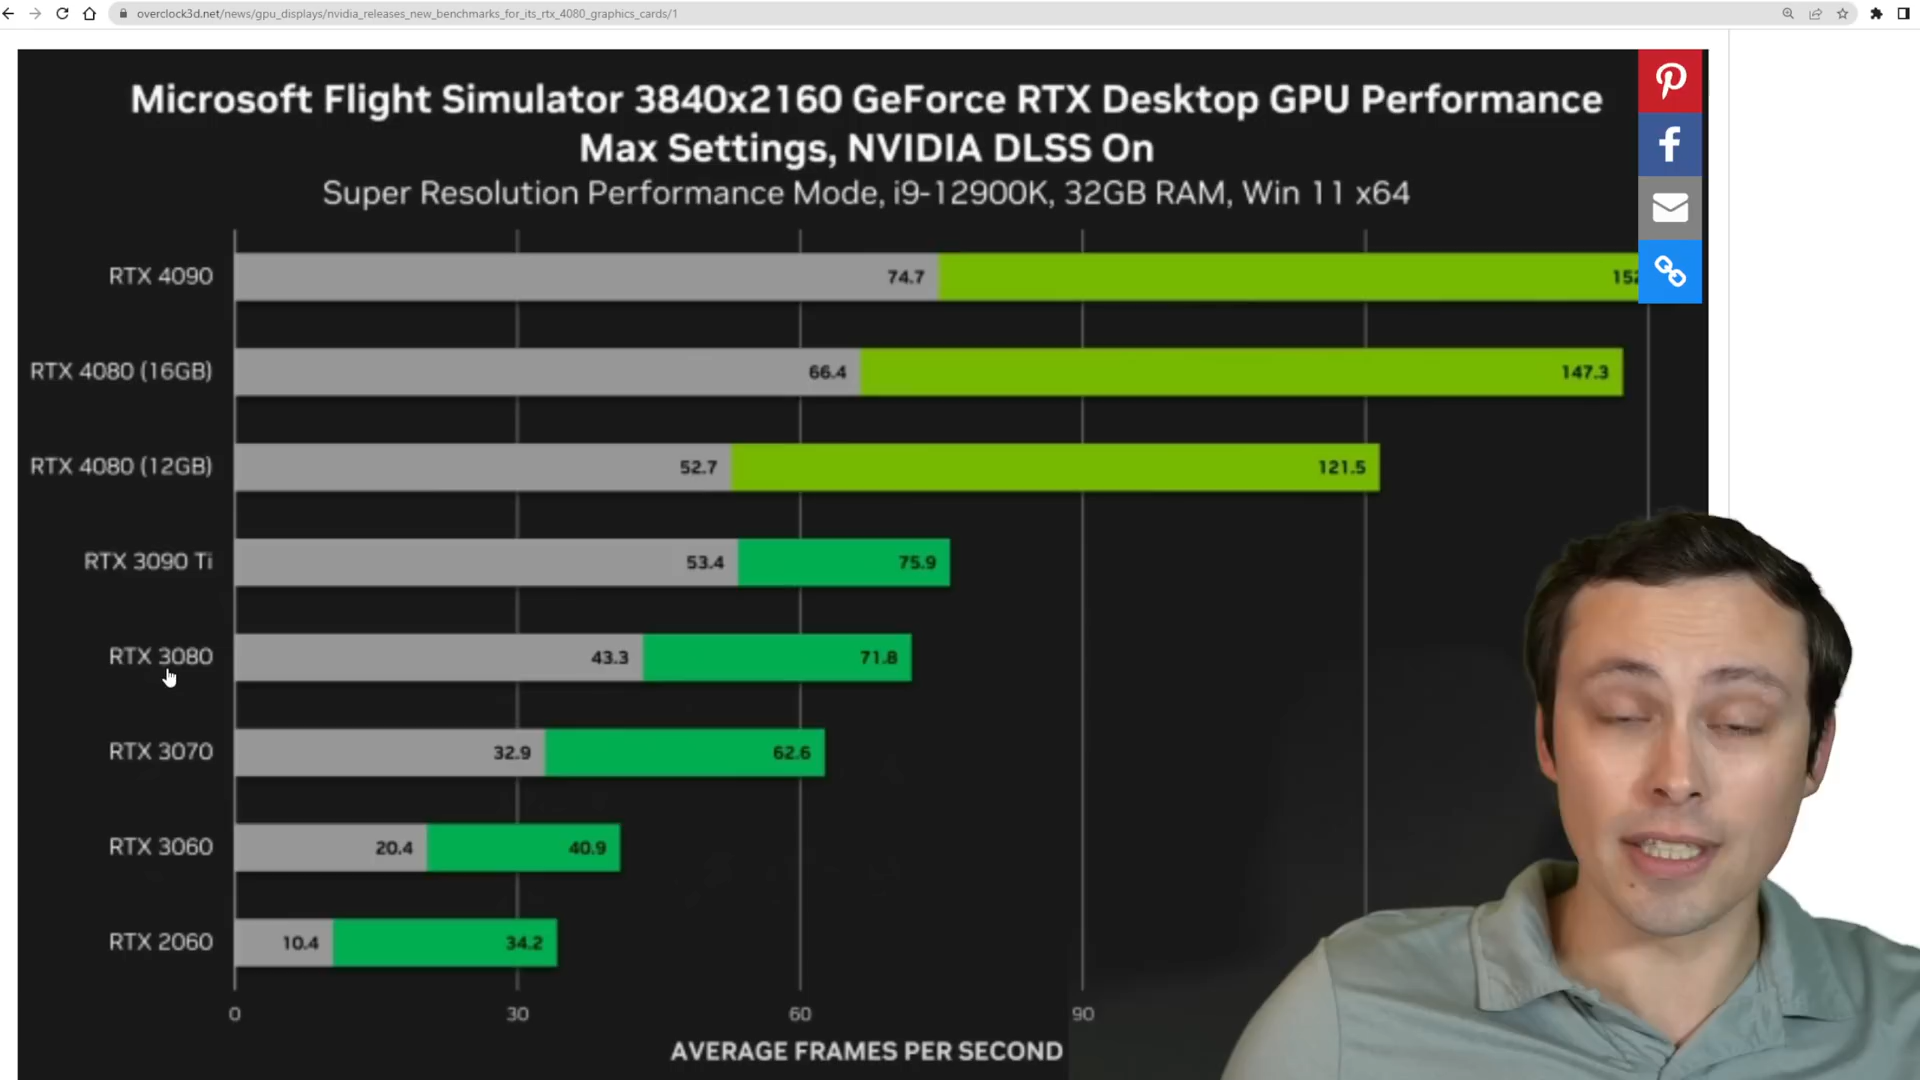 overclock3d.net/news/gpu_displays/nvidia_releases_new_benchmarks_for_its_rtx_4080_graphics_cards/1
Microsoft Flight Simulator 3840x2160 GeForce RTX Desktop GPU Performance
Max Settings, NVIDIA DLSS On
Super Resolution Performance Mode, i9-12900K, 32GB RAM, Win 11 x64
RTX 4090 74.7
RTX 4080 (16GB) 66.4 147.3
RTX 4080 (12GB) 52.7 121.5
RTX 3090 Ti 53.4 75.9
RTX 3080 43.3 71.8
RTX 3070 32.9 62.6
RTX 3060 20.4 40.9
RTX 2060 10.4 34.2
0 30 60 90
AVERAGE FRAMES PER SECOND